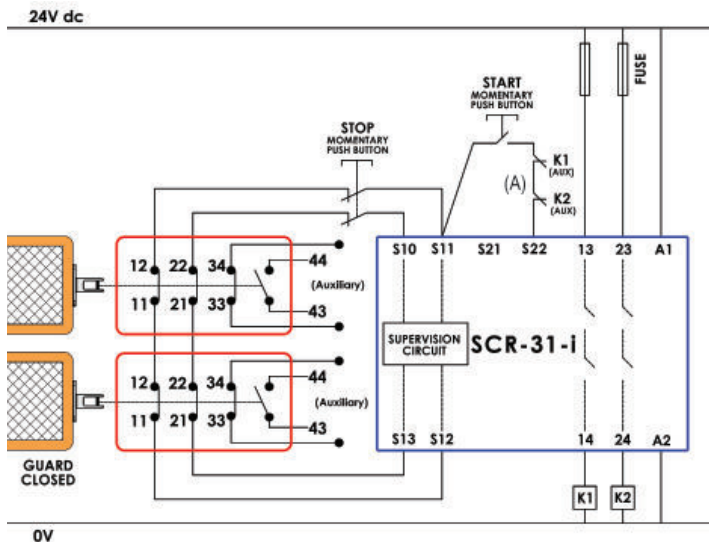 24V dc
START
MOMENTARY
PUSH BUTTON
FUSE
STOP
MOMENTARY
PUSH BUTTON
K1
(AUX)
(A)
K2
(AUX)
12 22 34 44
(Auxiliary)
11 21 33 43
S10 S11 S21 S22 13 23 A1
SUPERVISION
CIRCUIT
SCR-31-i
12 22 34 44
(Auxiliary)
11 21 33 43
S13 S12 14 24 A2
GUARD
CLOSED
K1 K2
0V